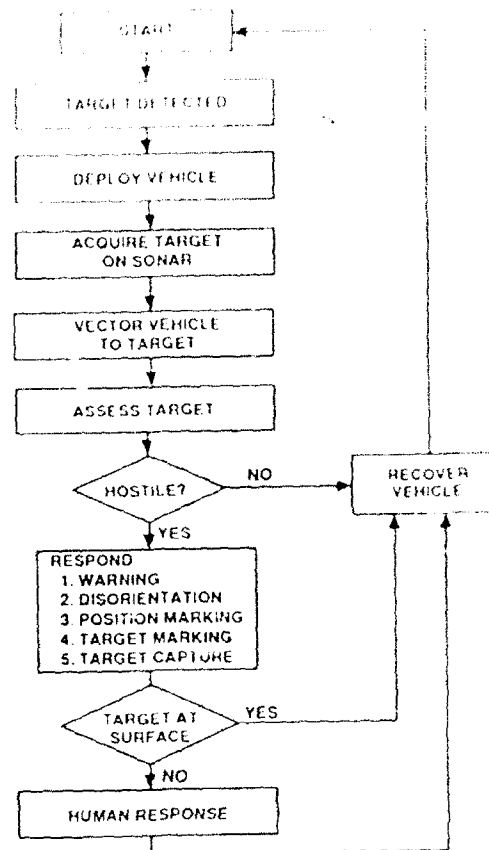 START
TARGET DETECTED
DEPLOY VEHICLE
ACQUIRE TARGET
ON SONAR
VECTOR VEHICLE
TO TARGET
ASSESS TARGET
HOSTILE?
NO
RECOVER
VEHICLE
YES
RESPOND
1. WARNING
2. DISORIENTATION
3. POSITION MARKING
4. TARGET MARKING
5. TARGET CAPTURE
TARGET AT
SURFACE
YES
NO
HUMAN RESPONSE